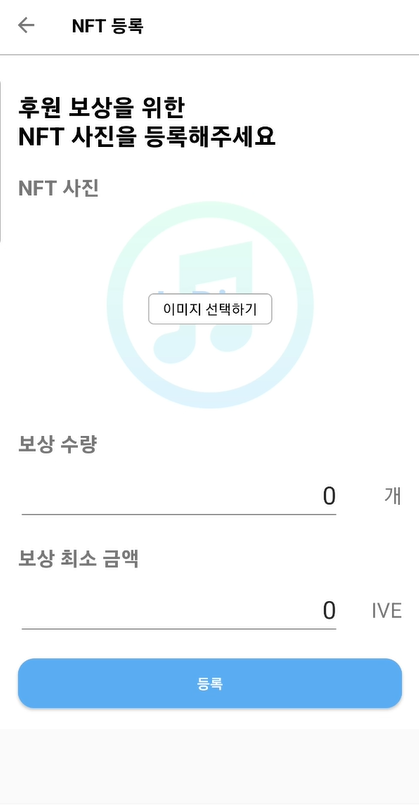 NFT 등록
후원 보상을 위한
NFT 사진을 등록해주세요
NFT 사진
이미지 선택하기
보상 수량
0 개
보상 최소 금액
0 IVE
등록